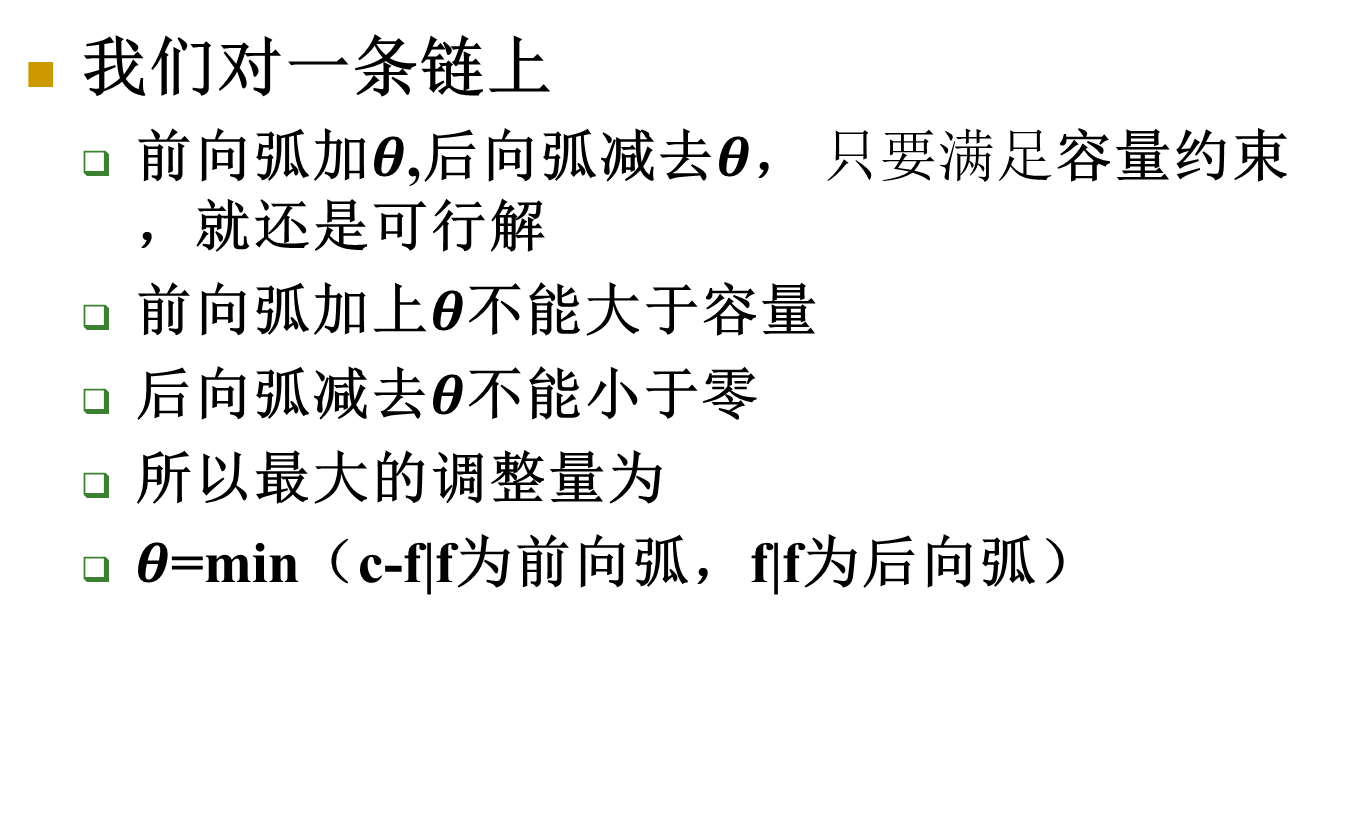 我们对一条链上
前向弧加θ,后向弧减去θ， 只要满足容量约束
，就还是可行解
前向弧加上θ不能大于容量
后向弧减去θ不能小于零
所以最大的调整量为
θ=min（c-f|f为前向弧，f|f为后向弧）